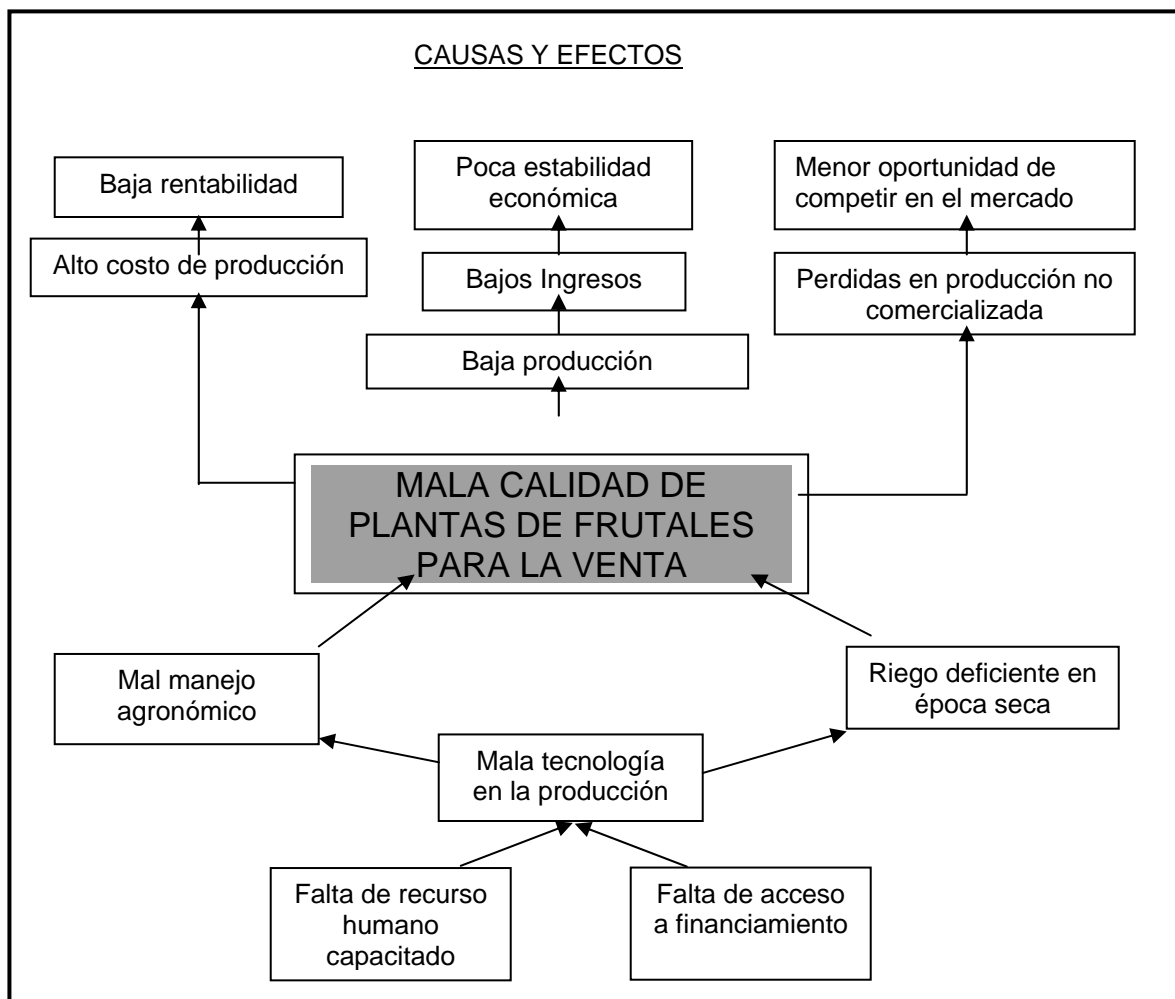 CAUSAS Y EFECTOS
Baja rentabilidad
Poca estabilidad
económica
Menor oportunidad de
competir en el mercado
Alto costo de producción
Bajos Ingresos
Perdidas en producción no
comercializada
Baja producción
MALA CALIDAD DE
PLANTAS DE FRUTALES
PARA LA VENTA
Mal manejo
agronómico
Riego deficiente en
época seca
Mala tecnología
en la producción
Falta de recurso
humano
capacitado
Falta de acceso
a financiamiento